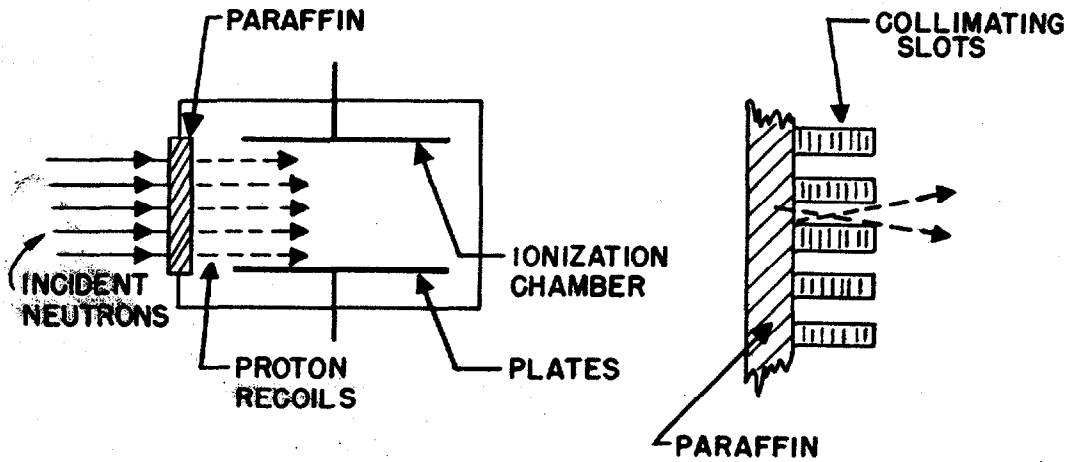 PARAFFIN
INCIDENT
NEUTRONS
PROTON
RECOILS
IONIZATION
CHAMBER
PLATES
COLLIMATING
SLOTS
PARAFFIN